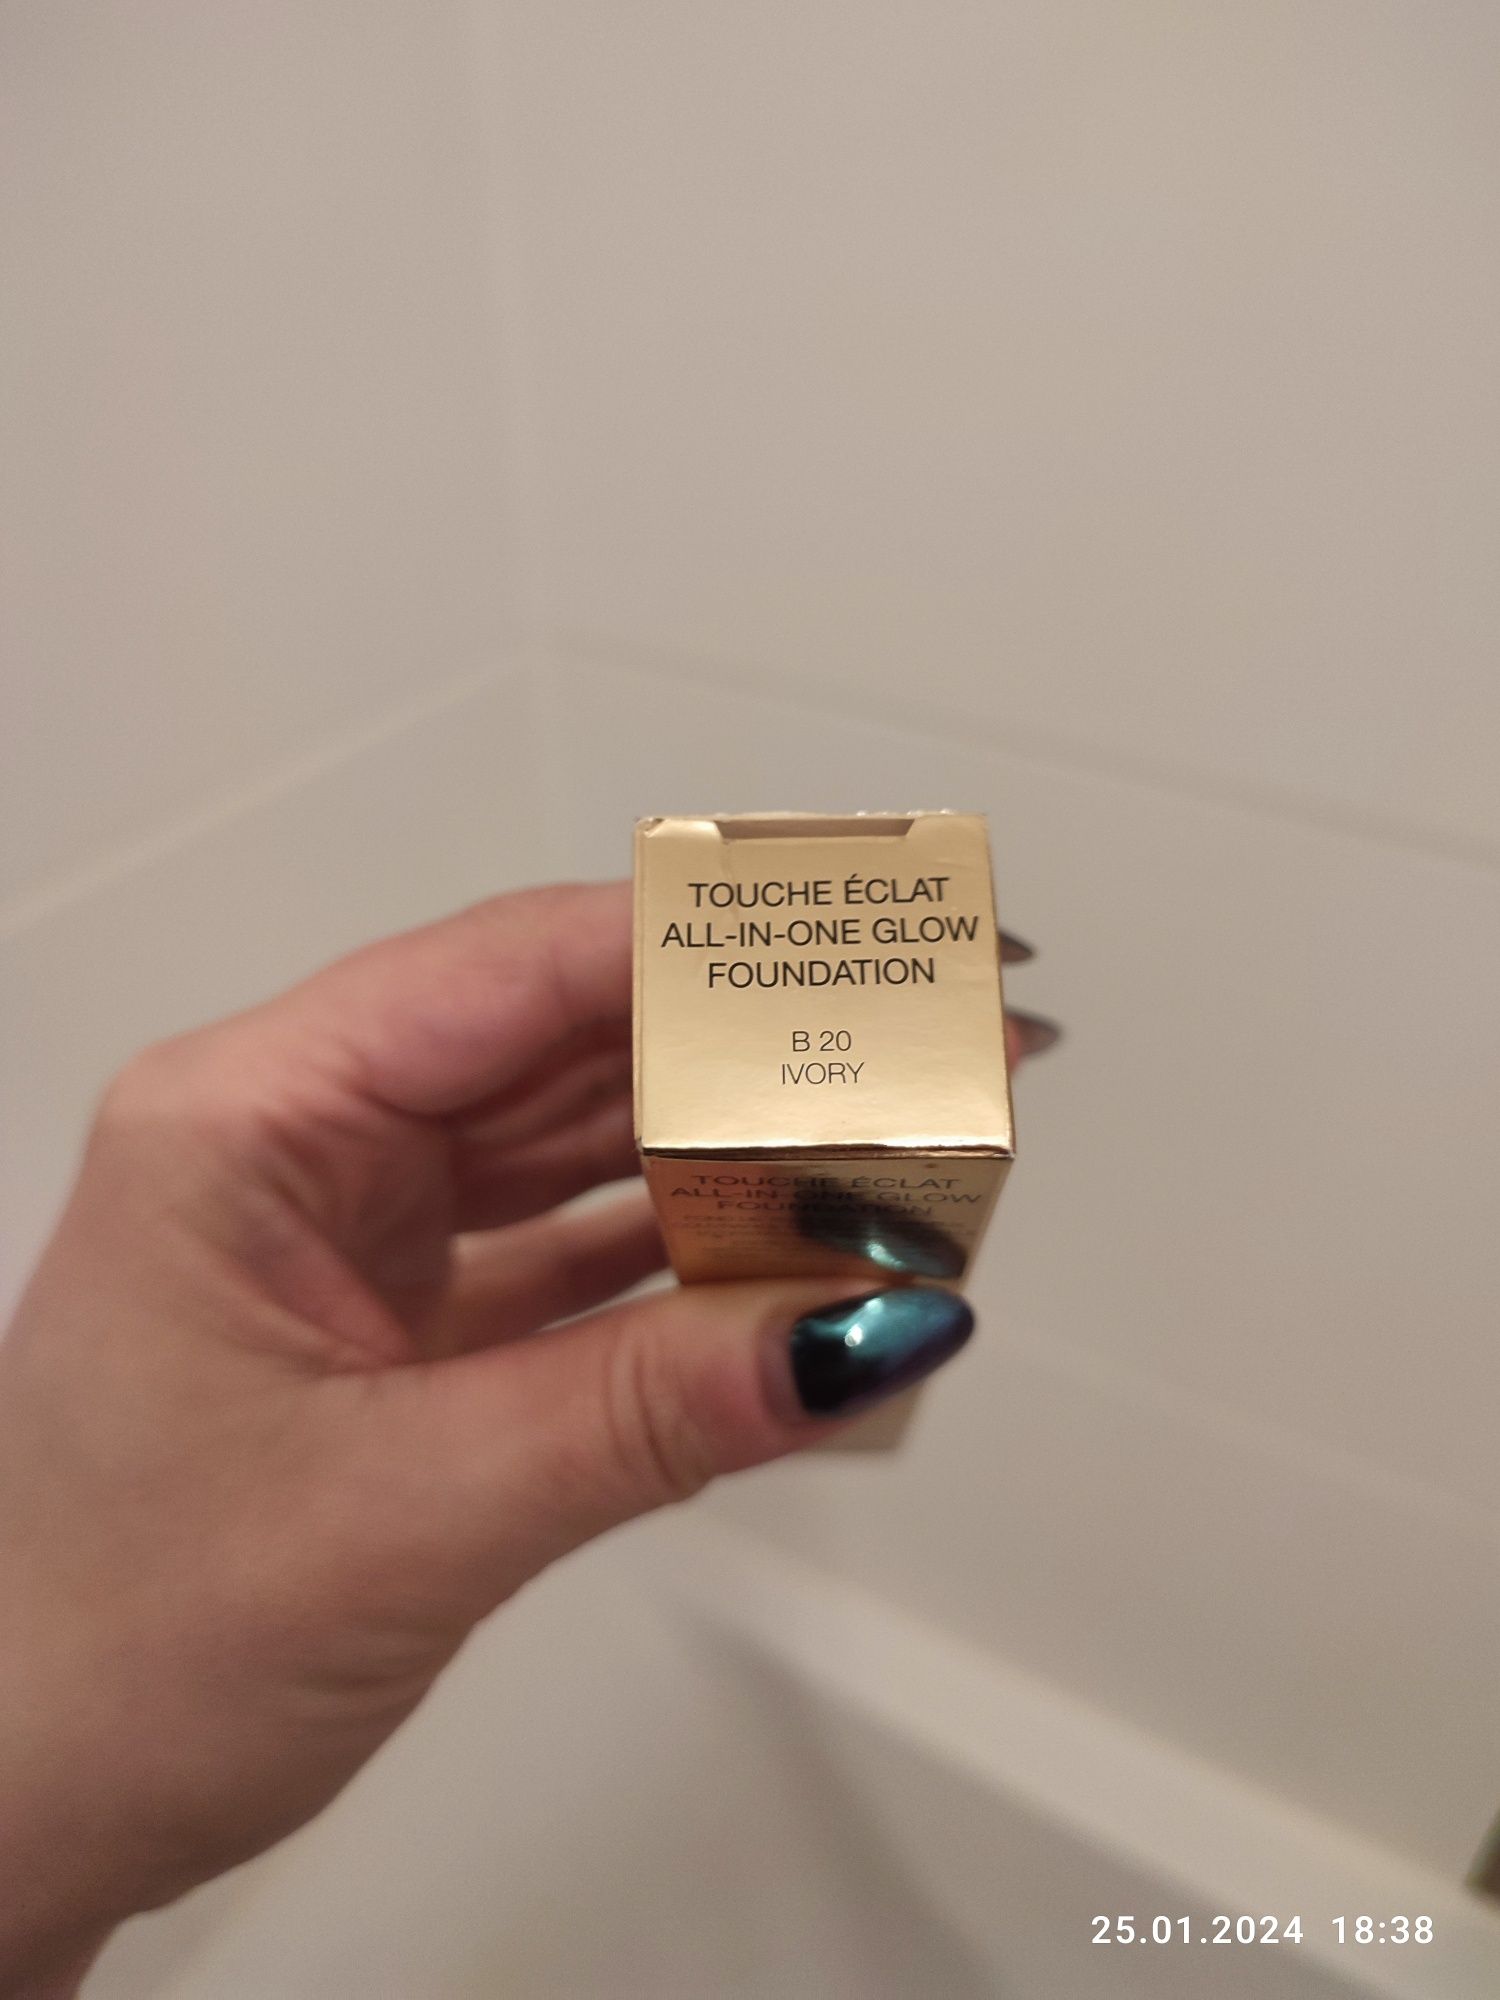 TOUCHE ÉCLAT
ALL-IN-ONE GLOW
FOUNDATION
B 20
IVORY
TOUCHE ÉCLAT
ALL-IN-ONE GLOW
FOUNDATION
25.01.2024 18:38